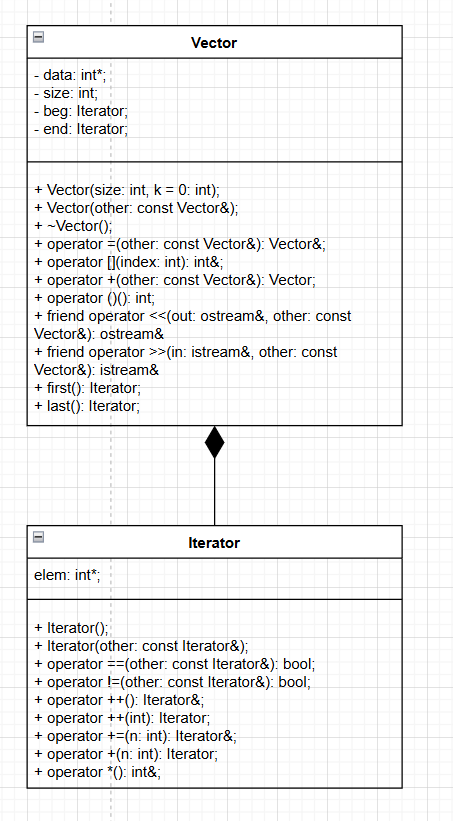 Vector
- data: int*;
- size: int;
- beg: Iterator;
- end: Iterator;
+ Vector(size: int, k = 0: int);
+ Vector(other: const Vector&);
+ ~Vector();
+ operator =(other: const Vector&): Vector&;
+ operator [](index: int): int&;
+ operator +(other: const Vector&): Vector;
+ operator ()(): int;
+ friend operator <<(out: ostream&, other: const
Vector&): ostream&
+ friend operator >>(in: istream&, other: const
Vector&): istream&
+ first(): Iterator;
+ last(): Iterator;
Iterator
elem: int*;
+ Iterator();
+ Iterator(other: const Iterator&);
+ operator ==(other: const Iterator&): bool;
+ operator !=(other: const Iterator&): bool;
+ operator ++(): Iterator&;
+ operator ++(int): Iterator;
+ operator +=(n: int): Iterator&;
+ operator +(n: int): Iterator;
+ operator *(): int&;